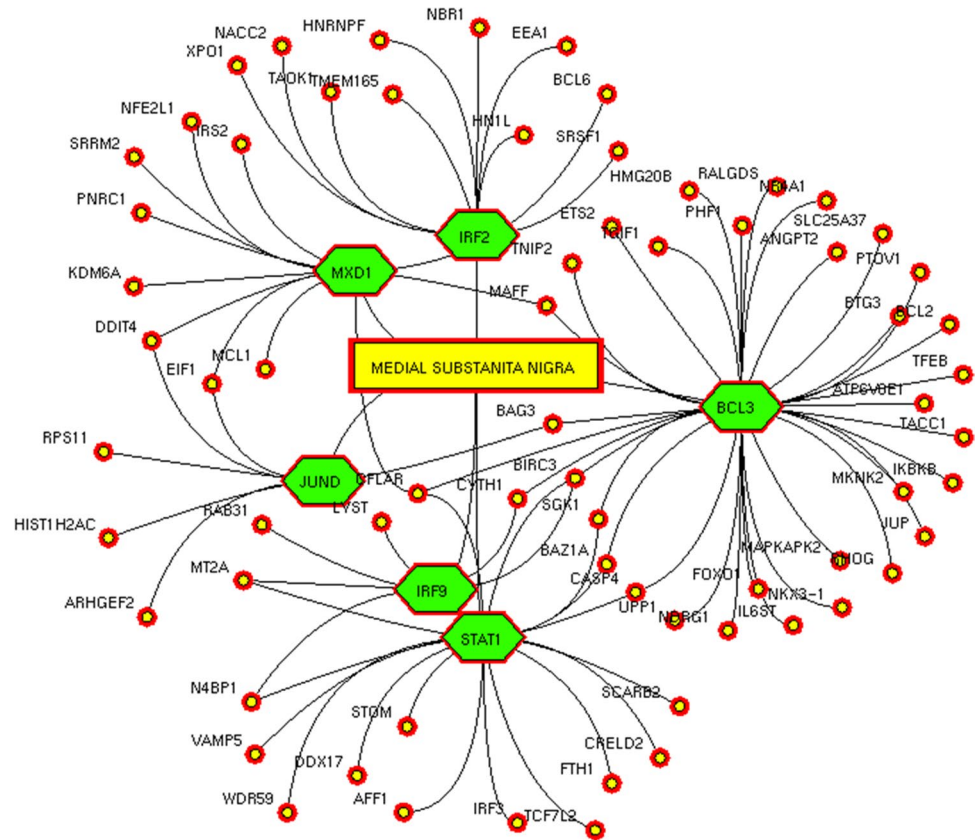 NBR1
HNRNPF
NACC2
EEA1
XPO1
TAOK1
TMEM165
BCL6
NFE2L1
HN1L
IRS2
SRSF1
SRRM2
HMG20B
RALGDS
NR4A1
PNRC1
ETS2
PHF1
SLC25A37
IRF2
TGIF1
ANGPT2
TNIP2
PTOV1
MXD1
KDM6A
MAFF
BTG3
BCL2
DDIT4
MCL1
EIF1
TFEB
MEDIAL SUBSTANITA NIGRA
ATP6V0E1
BCL3
BAG3
TACC1
RPS11
BIRC3
IKBKB
JUND
CFLAR
CYTH1
MKNK2
LYST
SGK1
RAB31
HIST1H2AC
JUP
BAZ1A
MAPKAPK2
RHOG
MT2A
CASP4
FOXO1
IRF9
UPP1
NKX3-1
ARHGEF2
NDRG1
IL6ST
STAT1
N4BP1
SCARB2
STOM
VAMP5
CRELD2
DDX17
FTH1
WDR59
AFF1
IRF3
TCF7L2